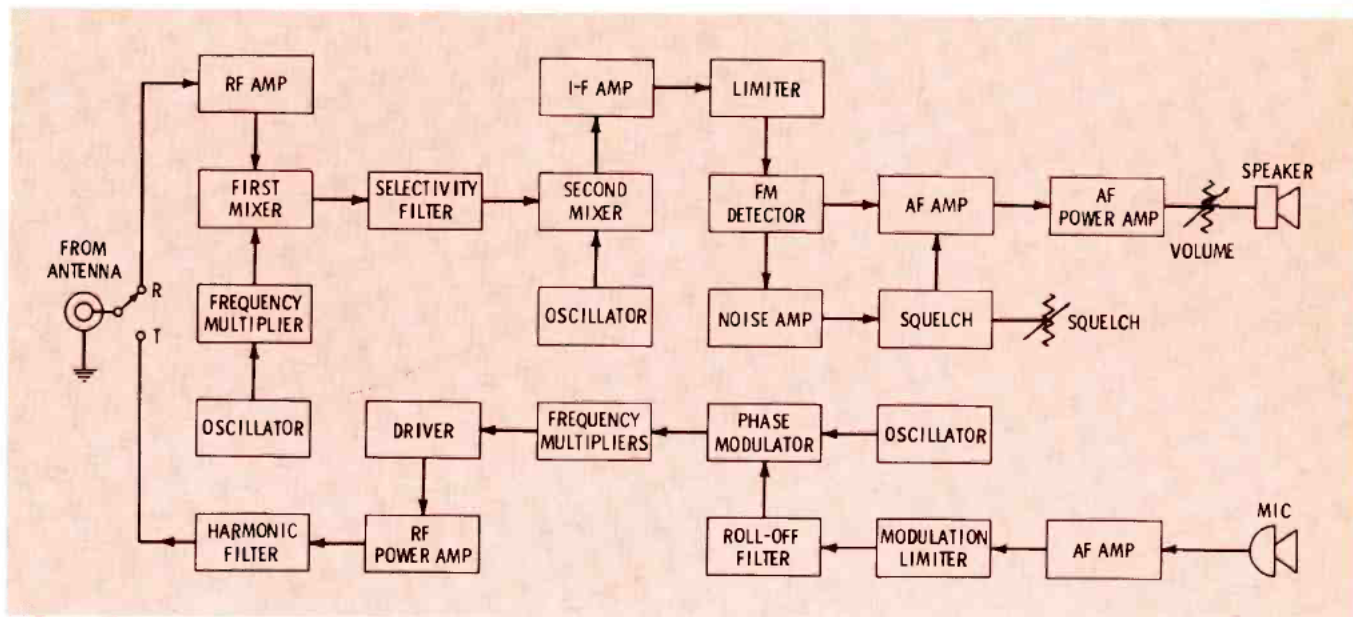 RF AMP
I-F AMP
LIMITER
FIRST
MIXER
SELECTIVITY
FILTER
SECOND
MIXER
FM
DETECTOR
AF AMP
AF
POWER AMP
VOLUME
SPEAKER
FROM
ANTENNA
R
T
FREQUENCY
MULTIPLIER
OSCILLATOR
NOISE AMP
SQUELCH
SQUELCH
OSCILLATOR
DRIVER
FREQUENCY
MULTIPLIERS
PHASE
MODULATOR
OSCILLATOR
HARMONIC
FILTER
RF
POWER AMP
ROLL-OFF
FILTER
MODULATION
LIMITER
AF AMP
MIC